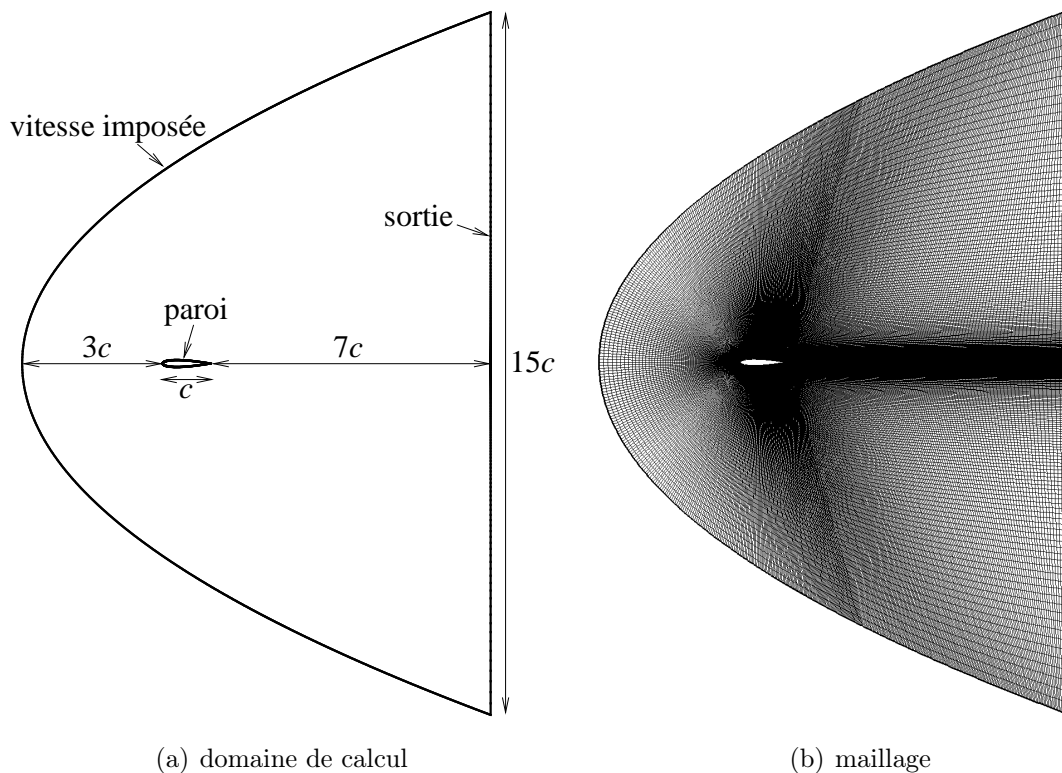 vitesse imposée
sortie
paroi
3c
7c
15c
c
(a) domaine de calcul
(b) maillage